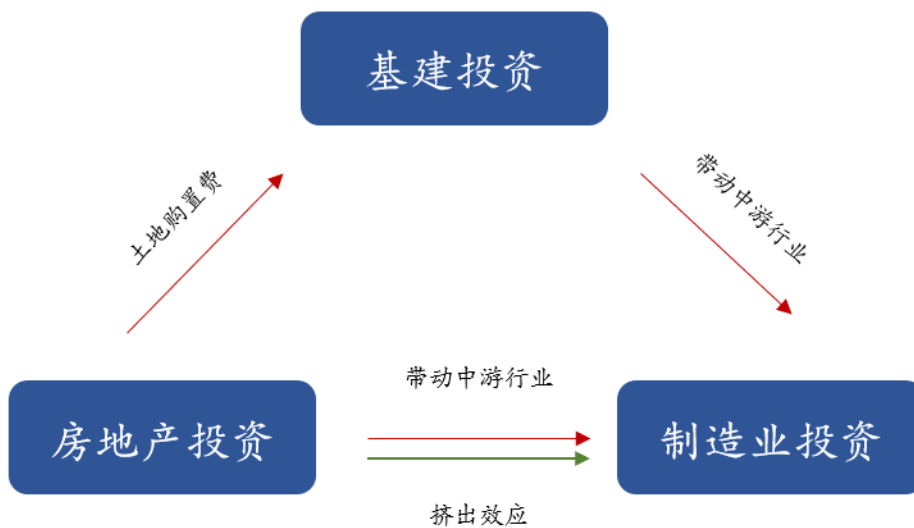 基建投资
土地购置费
带动中游行业
带动中游行业
房地产投资
制造业投资
挤出效应